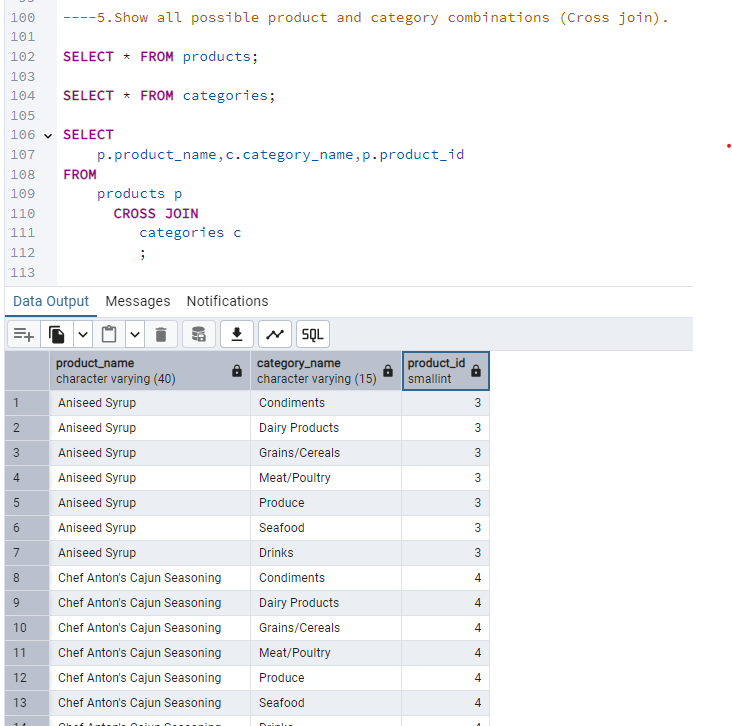 100 ----5.Show all possible product and category combinations (Cross join).
101
102 SELECT * FROM products;
103
104 SELECT * FROM categories;
105
106 SELECT
107 p.product_name,c.category_name,p.product_id
108 FROM
109 products p
110 CROSS JOIN
111 categories c
112 ;
113
Data Output Messages Notifications
SQL
product_name category_name product_id
character varying (40) character varying (15) smallint
1 Aniseed Syrup Condiments 3
2 Aniseed Syrup Dairy Products 3
3 Aniseed Syrup Grains/Cereals 3
4 Aniseed Syrup Meat/Poultry 3
5 Aniseed Syrup Produce 3
6 Aniseed Syrup Seafood 3
7 Aniseed Syrup Drinks 3
8 Chef Anton's Cajun Seasoning Condiments 4
9 Chef Anton's Cajun Seasoning Dairy Products 4
10 Chef Anton's Cajun Seasoning Grains/Cereals 4
11 Chef Anton's Cajun Seasoning Meat/Poultry 4
12 Chef Anton's Cajun Seasoning Produce 4
13 Chef Anton's Cajun Seasoning Seafood 4